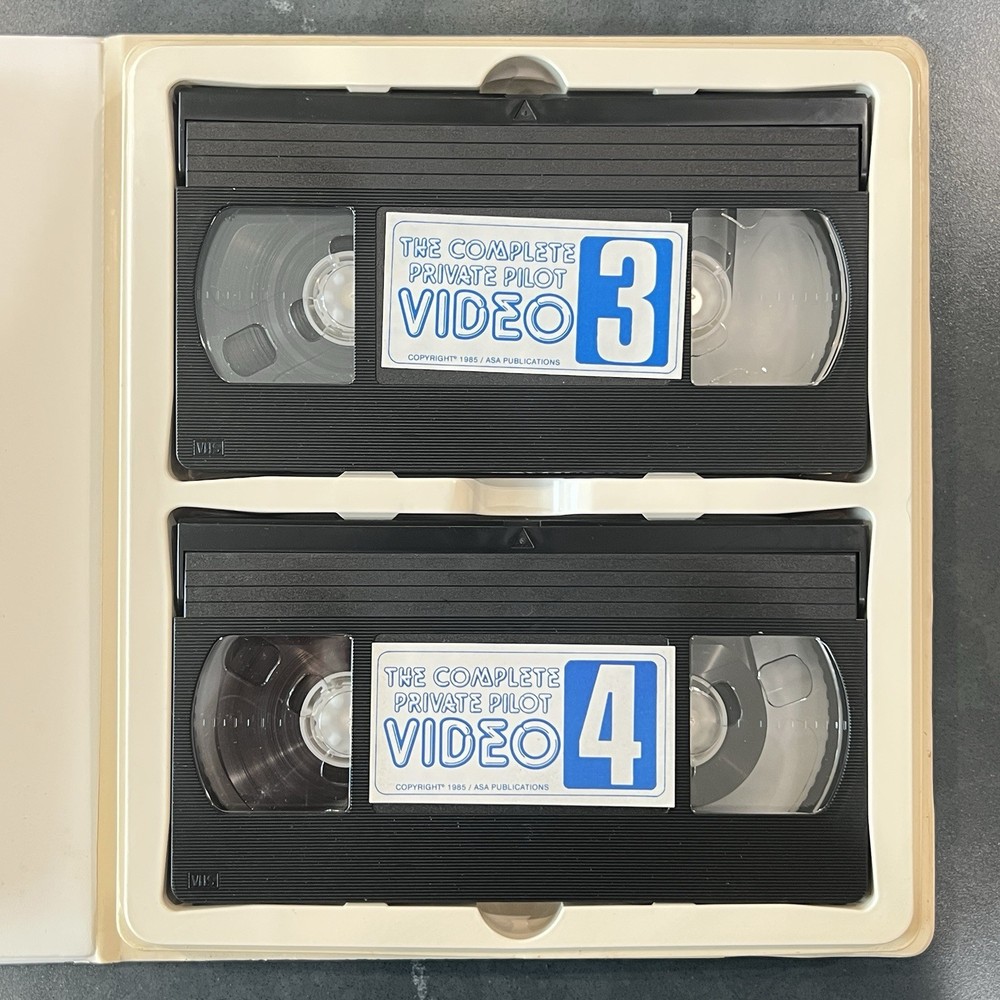 THE COMPLETE
PRIVATE PILOT
VIDEO
3
COPYRIGHT® 1985 / ASA PUBLICATIONS
VHS
THE COMPLETE
PRIVATE PILOT
VIDEO
4
COPYRIGHT® 1985 / ASA PUBLICATIONS
VHS